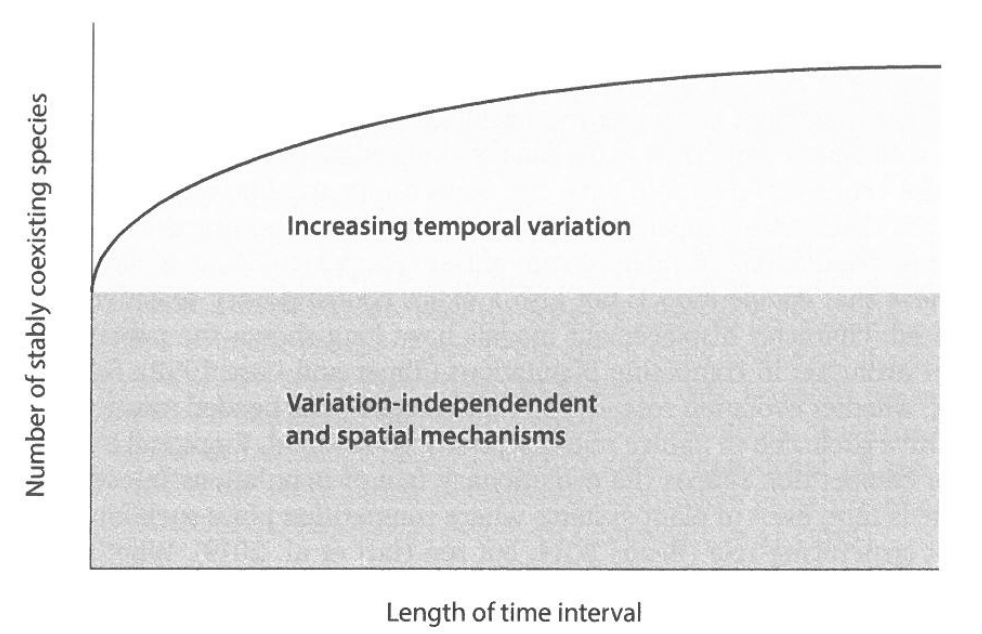 Number of stably coexisting species
Increasing temporal variation
Variation-independendent
and spatial mechanisms
Length of time interval